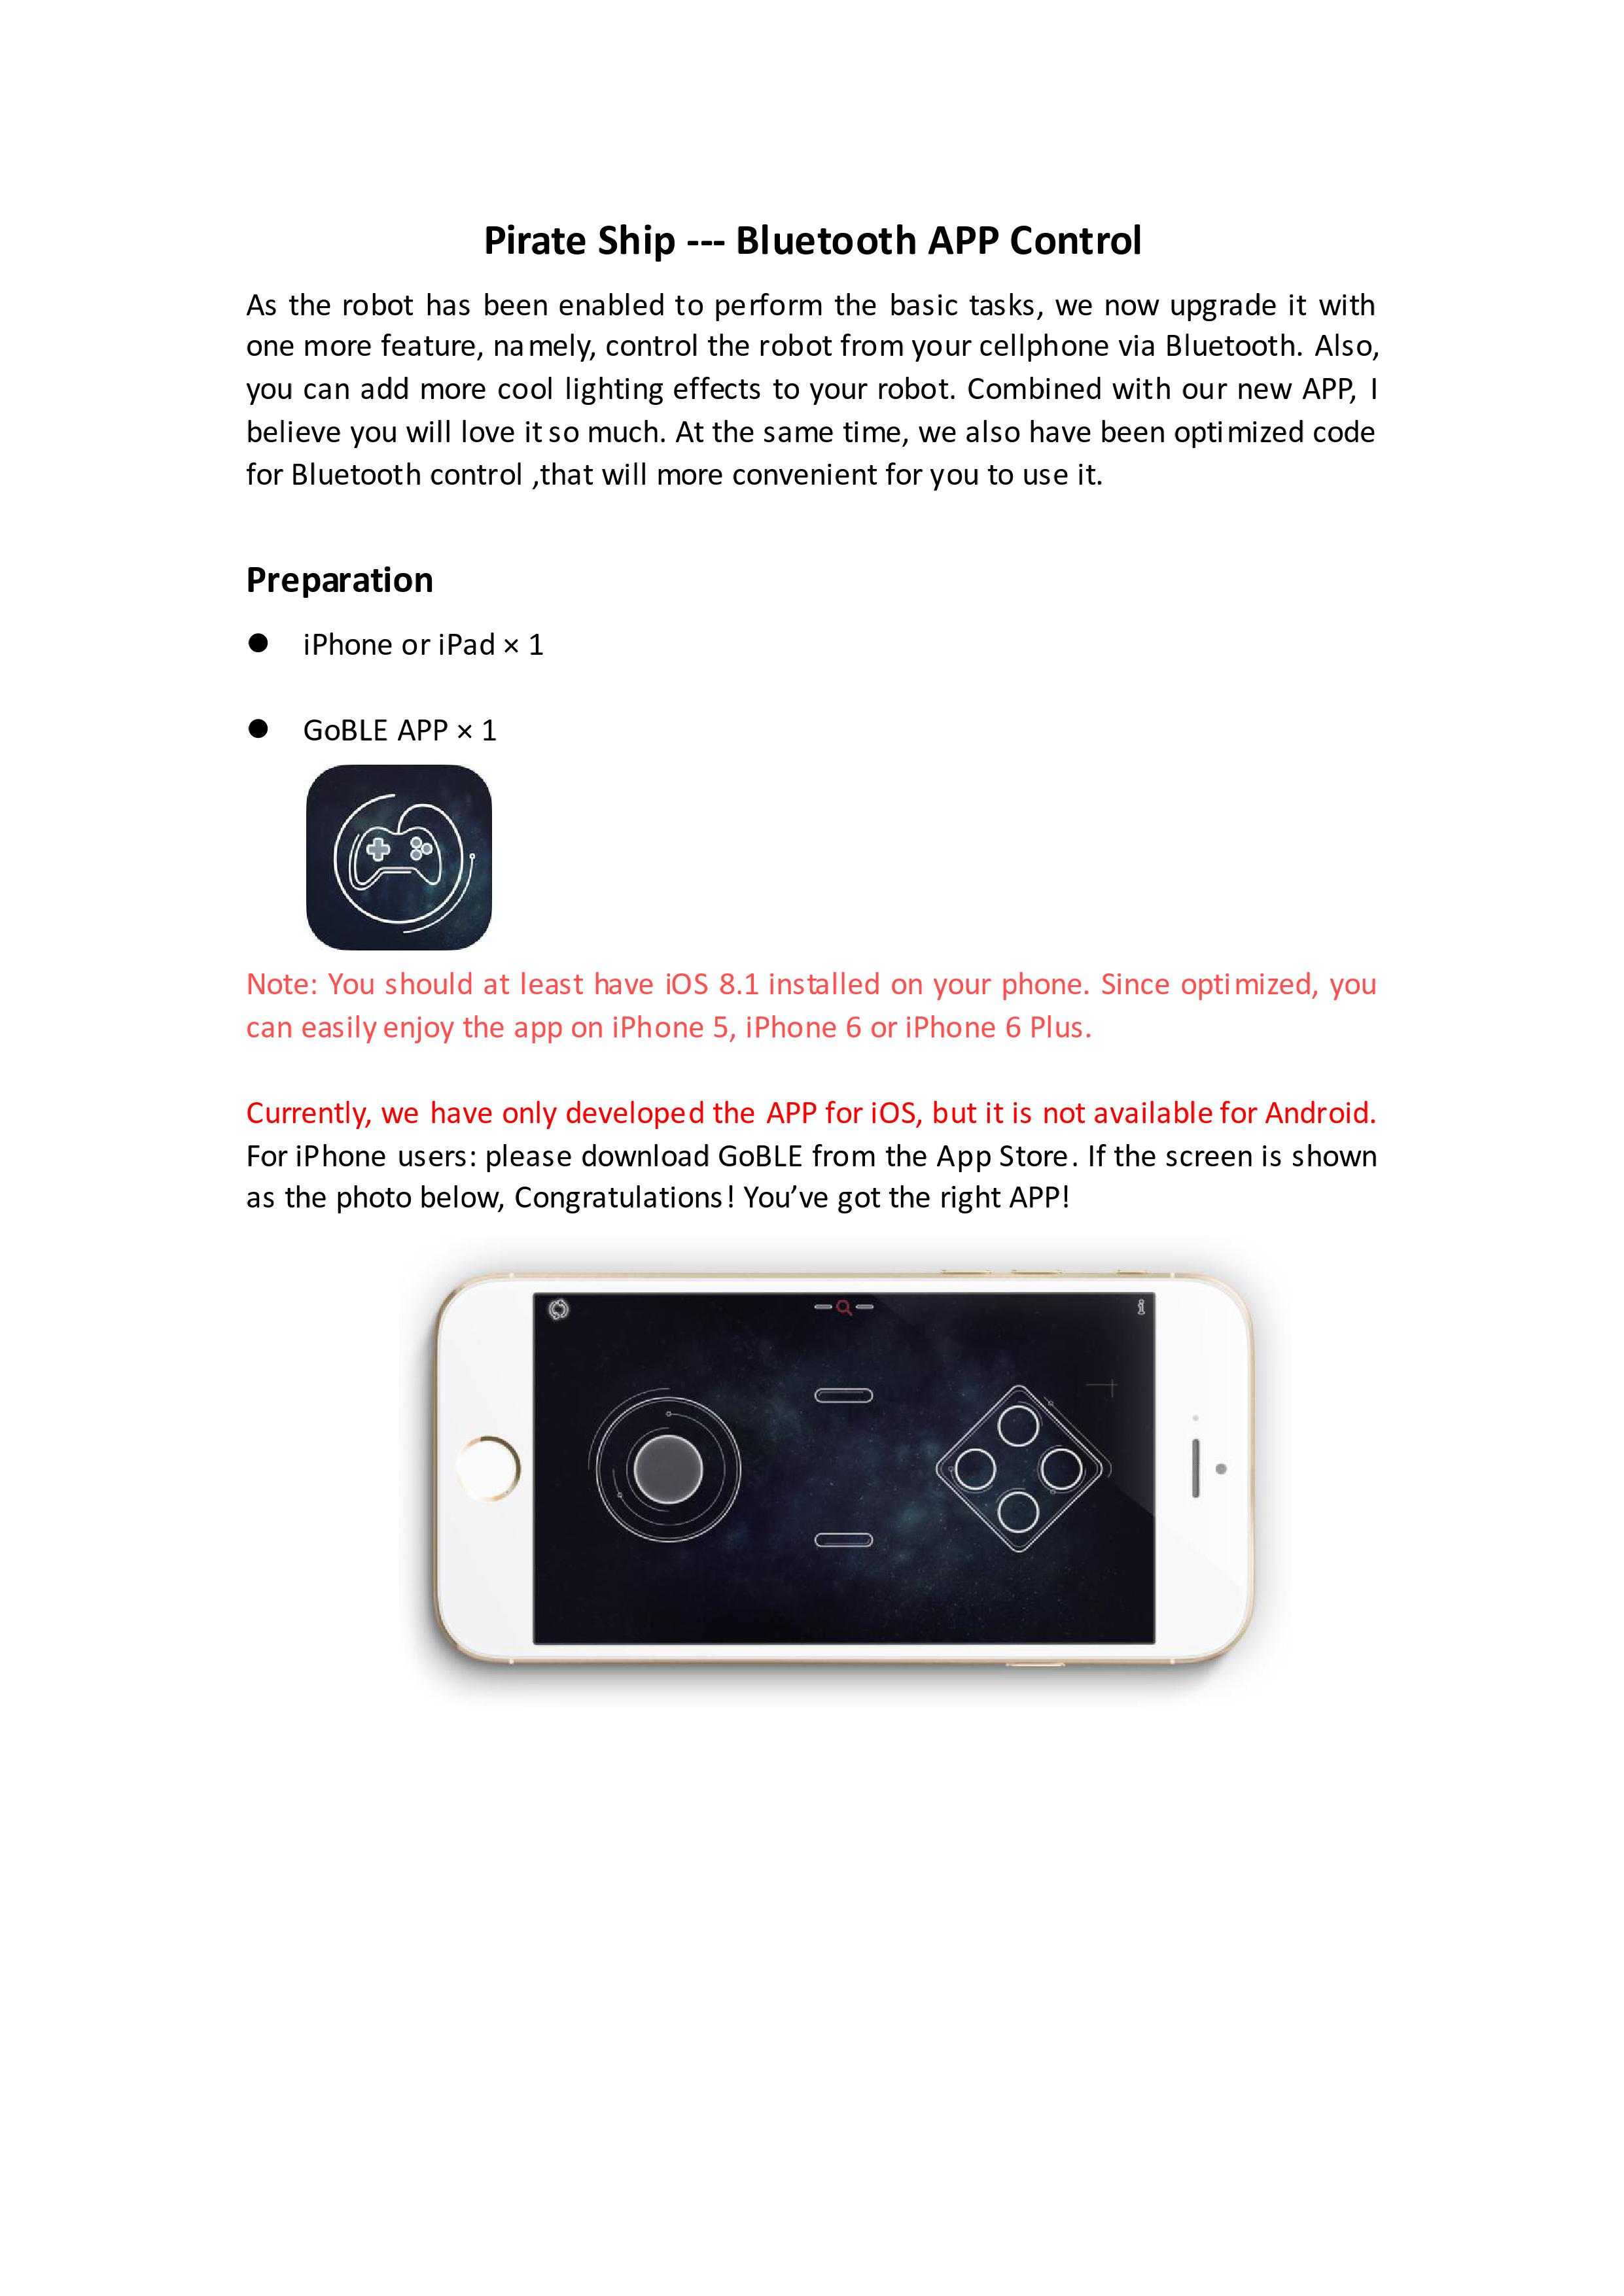 Pirate Ship --- Bluetooth APP Control
As the robot has been enabled to perform the basic tasks, we now upgrade it with
one more feature, namely, control the robot from your cellphone via Bluetooth. Also,
you can add more cool lighting effects to your robot. Combined with our new APP, I
believe you will love it so much. At the same time, we also have been optimized code
for Bluetooth control ,that will more convenient for you to use it.
Preparation
● iPhone or iPad × 1
● GoBLE APP × 1
Note: You should at least have iOS 8.1 installed on your phone. Since optimized, you
can easily enjoy the app on iPhone 5, iPhone 6 or iPhone 6 Plus.
Currently, we have only developed the APP for iOS, but it is not available for Android.
For iPhone users: please download GoBLE from the App Store. If the screen is shown
as the photo below, Congratulations! You’ve got the right APP!